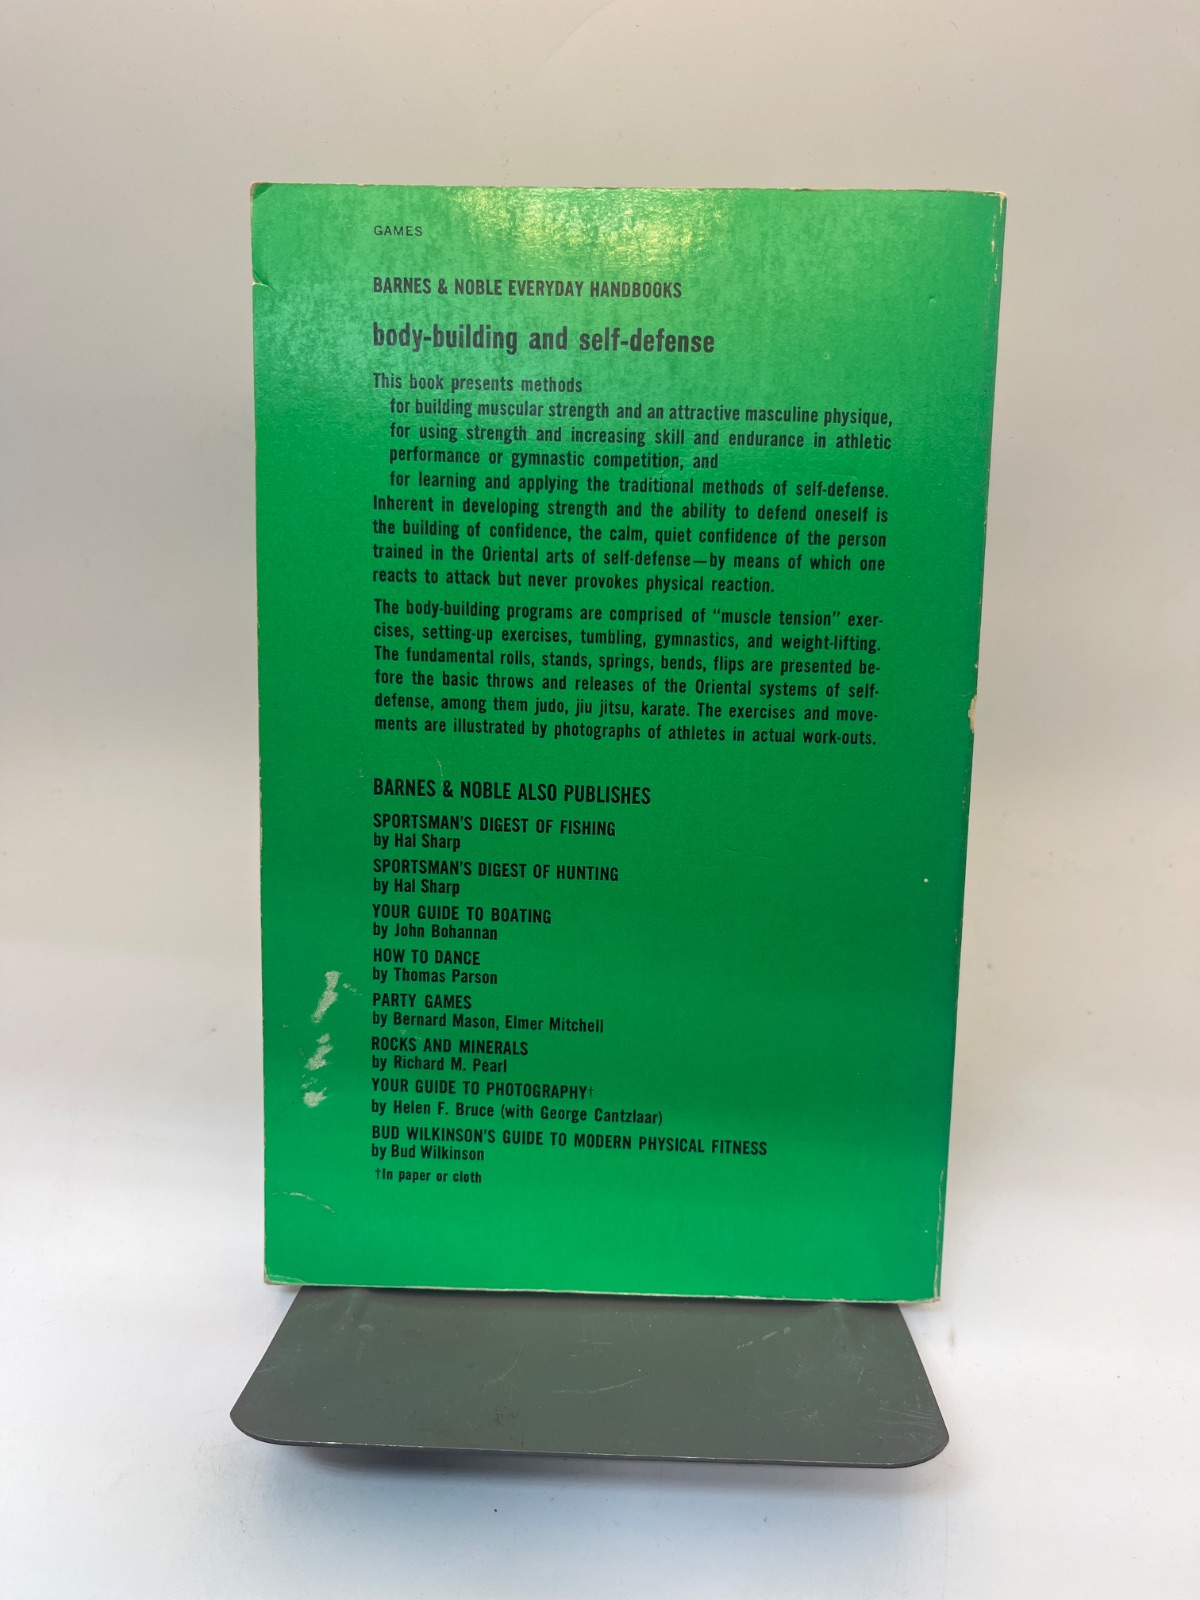 GAMES
BARNES & NOBLE EVERYDAY HANDBOOKS
body-building and self-defense
This book presents methods
for building muscular strength and an attractive masculine physique,
for using strength and increasing skill and endurance in athletic
performance or gymnastic competition, and
for learning and applying the traditional methods of self-defense.
Inherent in developing strength and the ability to defend oneself is
the building of confidence, the calm, quiet confidence of the person
trained in the Oriental arts of self-defense—by means of which one
reacts to attack but never provokes physical reaction.
The body-building programs are comprised of "muscle tension" exer-
cises, setting-up exercises, tumbling, gymnastics, and weight-lifting.
The fundamental rolls, stands, springs, bends, flips are presented be-
fore the basic throws and releases of the Oriental systems of self-
defense, among them judo, jiu jitsu, karate. The exercises and move-
ments are illustrated by photographs of athletes in actual work-outs.
BARNES & NOBLE ALSO PUBLISHES
SPORTSMAN'S DIGEST OF FISHING
by Hal Sharp
SPORTSMAN'S DIGEST OF HUNTING
by Hal Sharp
YOUR GUIDE TO BOATING
by John Bohannan
HOW TO DANCE
by Thomas Parson
PARTY GAMES
by Bernard Mason, Elmer Mitchell
ROCKS AND MINERALS
by Richard M. Pearl
YOUR GUIDE TO PHOTOGRAPHY†
by Helen F. Bruce (with George Cantzlaar)
BUD WILKINSON'S GUIDE TO MODERN PHYSICAL FITNESS
by Bud Wilkinson
†In paper or cloth